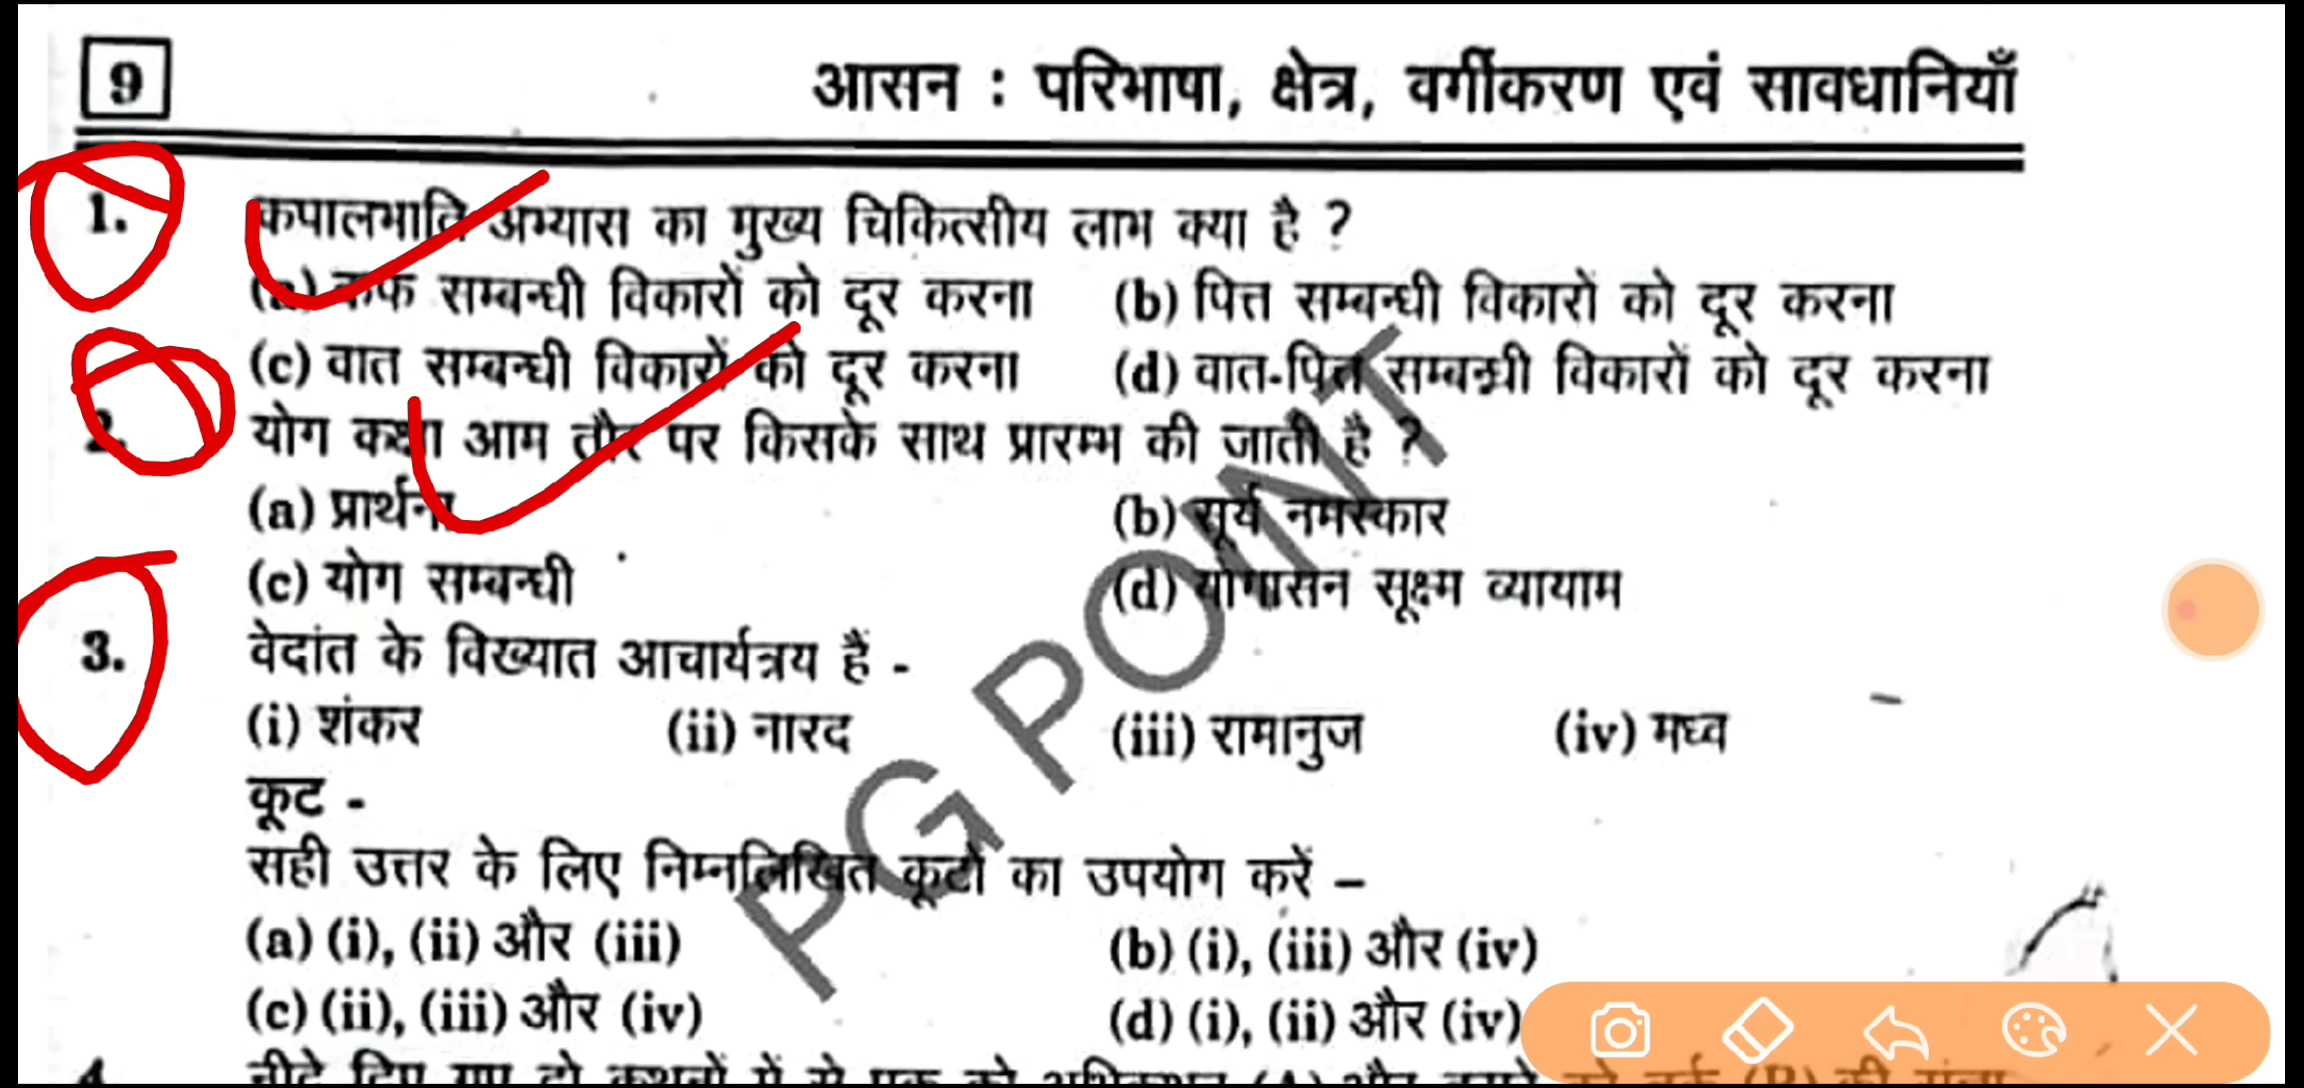 9
आसन : परिभाषा, क्षेत्र, वर्गीकरण एवं सावधानियाँ
1. कपालभाति अभ्यास का मुख्य चिकित्सीय लाभ क्या है ?
(a) कफ सम्बन्धी विकारों को दूर करना (b) पित्त सम्बन्धी विकारों को दूर करना
(c) वात सम्बन्धी विकारों को दूर करना (d) वात-पित्त सम्बन्धी विकारों को दूर करना
2. योग कक्षा आम तौर पर किसके साथ प्रारम्भ की जाती है ?
(a) प्रार्थना (b) सूर्य नमस्कार
(c) योग सम्बन्धी (d) योगासन सूक्ष्म व्यायाम
3. वेदांत के विख्यात आचार्यत्रय हैं -
(i) शंकर (ii) नारद (iii) रामानुज (iv) मध्व
कूट -
सही उत्तर के लिए निम्नलिखित कूटों का उपयोग करें –
(a) (i), (ii) और (iii) (b) (i), (iii) और (iv)
(c) (ii), (iii) और (iv) (d) (i), (ii) और (iv)
PG POINT